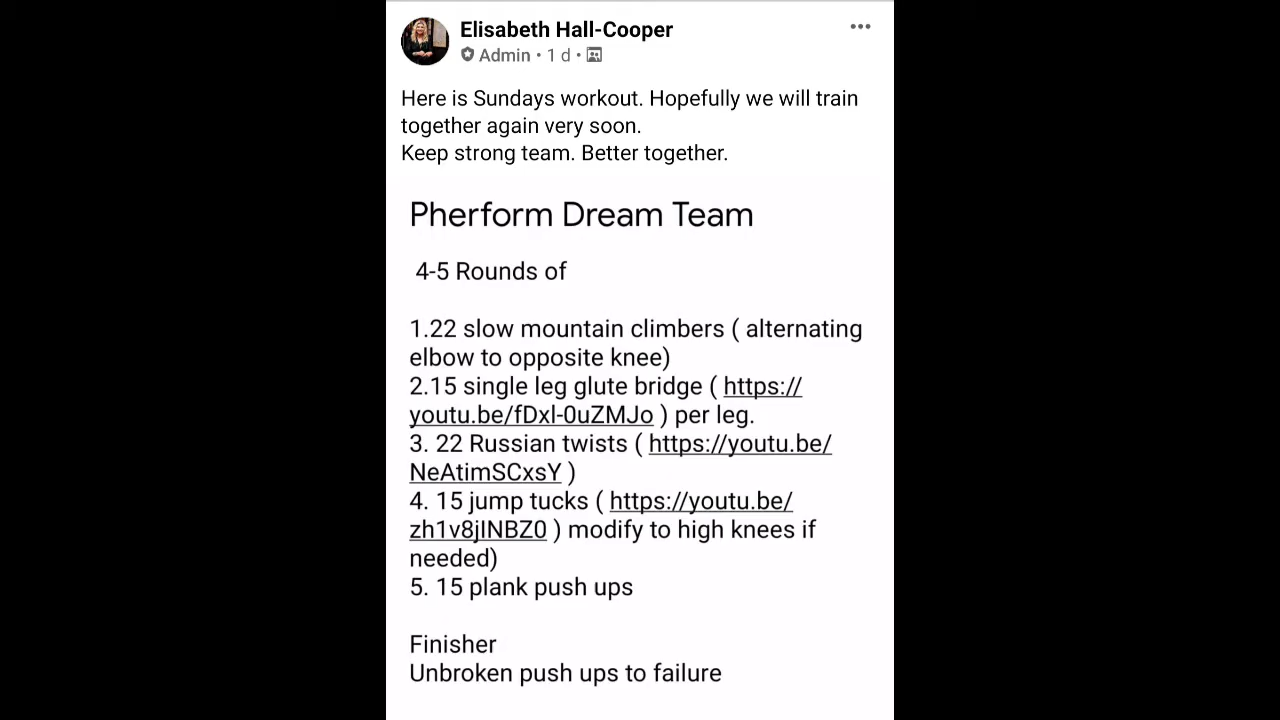 Elisabeth Hall-Cooper
Admin • 1 d •
Here is Sundays workout. Hopefully we will train
together again very soon.
Keep strong team. Better together.
Pherform Dream Team
4-5 Rounds of
1.22 slow mountain climbers ( alternating
elbow to opposite knee)
2.15 single leg glute bridge ( https://
youtu.be/fDxl-0uZMJo ) per leg.
3. 22 Russian twists ( https://youtu.be/
NeAtimSCxsY )
4. 15 jump tucks ( https://youtu.be/
zh1v8jINBZ0 ) modify to high knees if
needed)
5. 15 plank push ups
Finisher
Unbroken push ups to failure